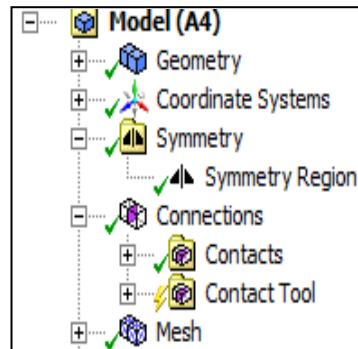 Model (A4)
Geometry
Coordinate Systems
Symmetry
Symmetry Region
Connections
Contacts
Contact Tool
Mesh